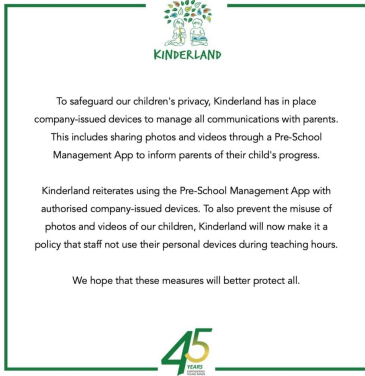 KINDERLAND
To safeguard our children's privacy, Kinderland has in place
company-issued devices to manage all communications with parents.
This includes sharing photos and videos through a Pre-School
Management App to inform parents of their child's progress.
Kinderland reiterates using the Pre-School Management App with
authorised company-issued devices. To also prevent the misuse of
photos and videos of our children, Kinderland will now make it a
policy that staff not use their personal devices during teaching hours.
We hope that these measures will better protect all.
45
YEARS